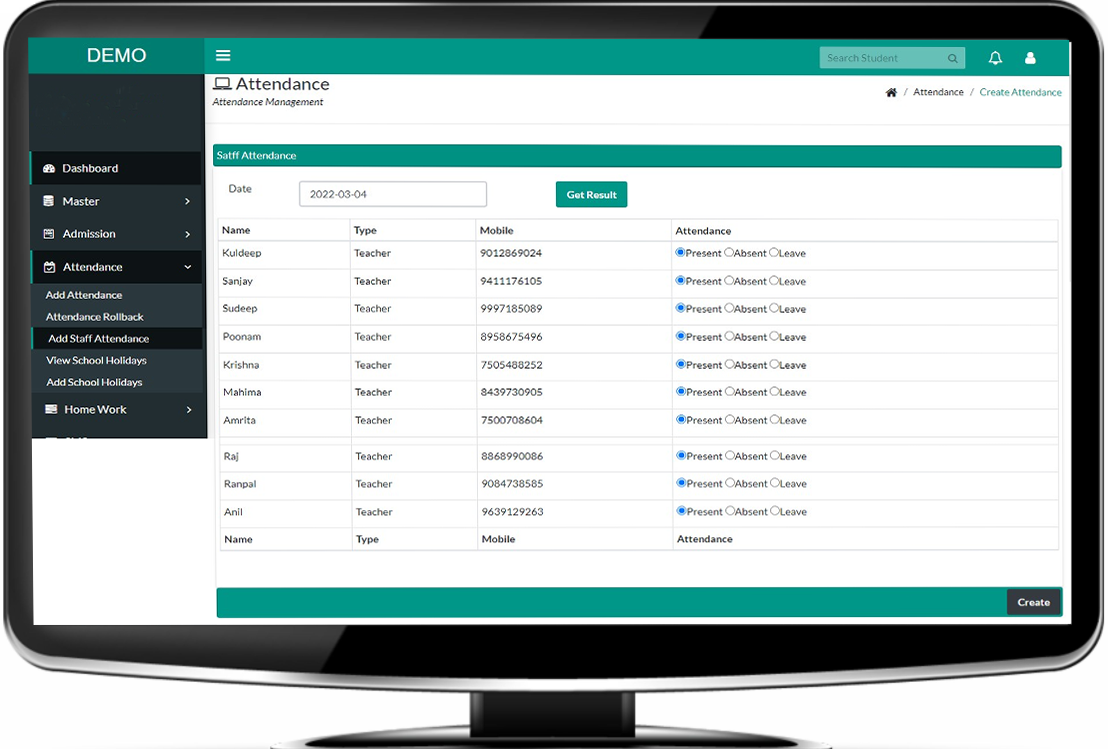 DEMO
Search Student
Attendance
Attendance Management
/ Attendance / Create Attendance
Dashboard
Master
Admission
Attendance
Add Attendance
Attendance Rollback
Add Staff Attendance
View School Holidays
Add School Holidays
Home Work
Satff Attendance
Date 2022-03-04 Get Result
Name Type Mobile Attendance
Kuldeep Teacher 9012869024 Present Absent Leave
Sanjay Teacher 9411176105 Present Absent Leave
Sudeep Teacher 9997185089 Present Absent Leave
Poonam Teacher 8958675496 Present Absent Leave
Krishna Teacher 7505488252 Present Absent Leave
Mahima Teacher 8439730905 Present Absent Leave
Amrita Teacher 7500708604 Present Absent Leave
Raj Teacher 8868990086 Present Absent Leave
Ranpal Teacher 9084738585 Present Absent Leave
Anil Teacher 9639129263 Present Absent Leave
Name Type Mobile Attendance
Create